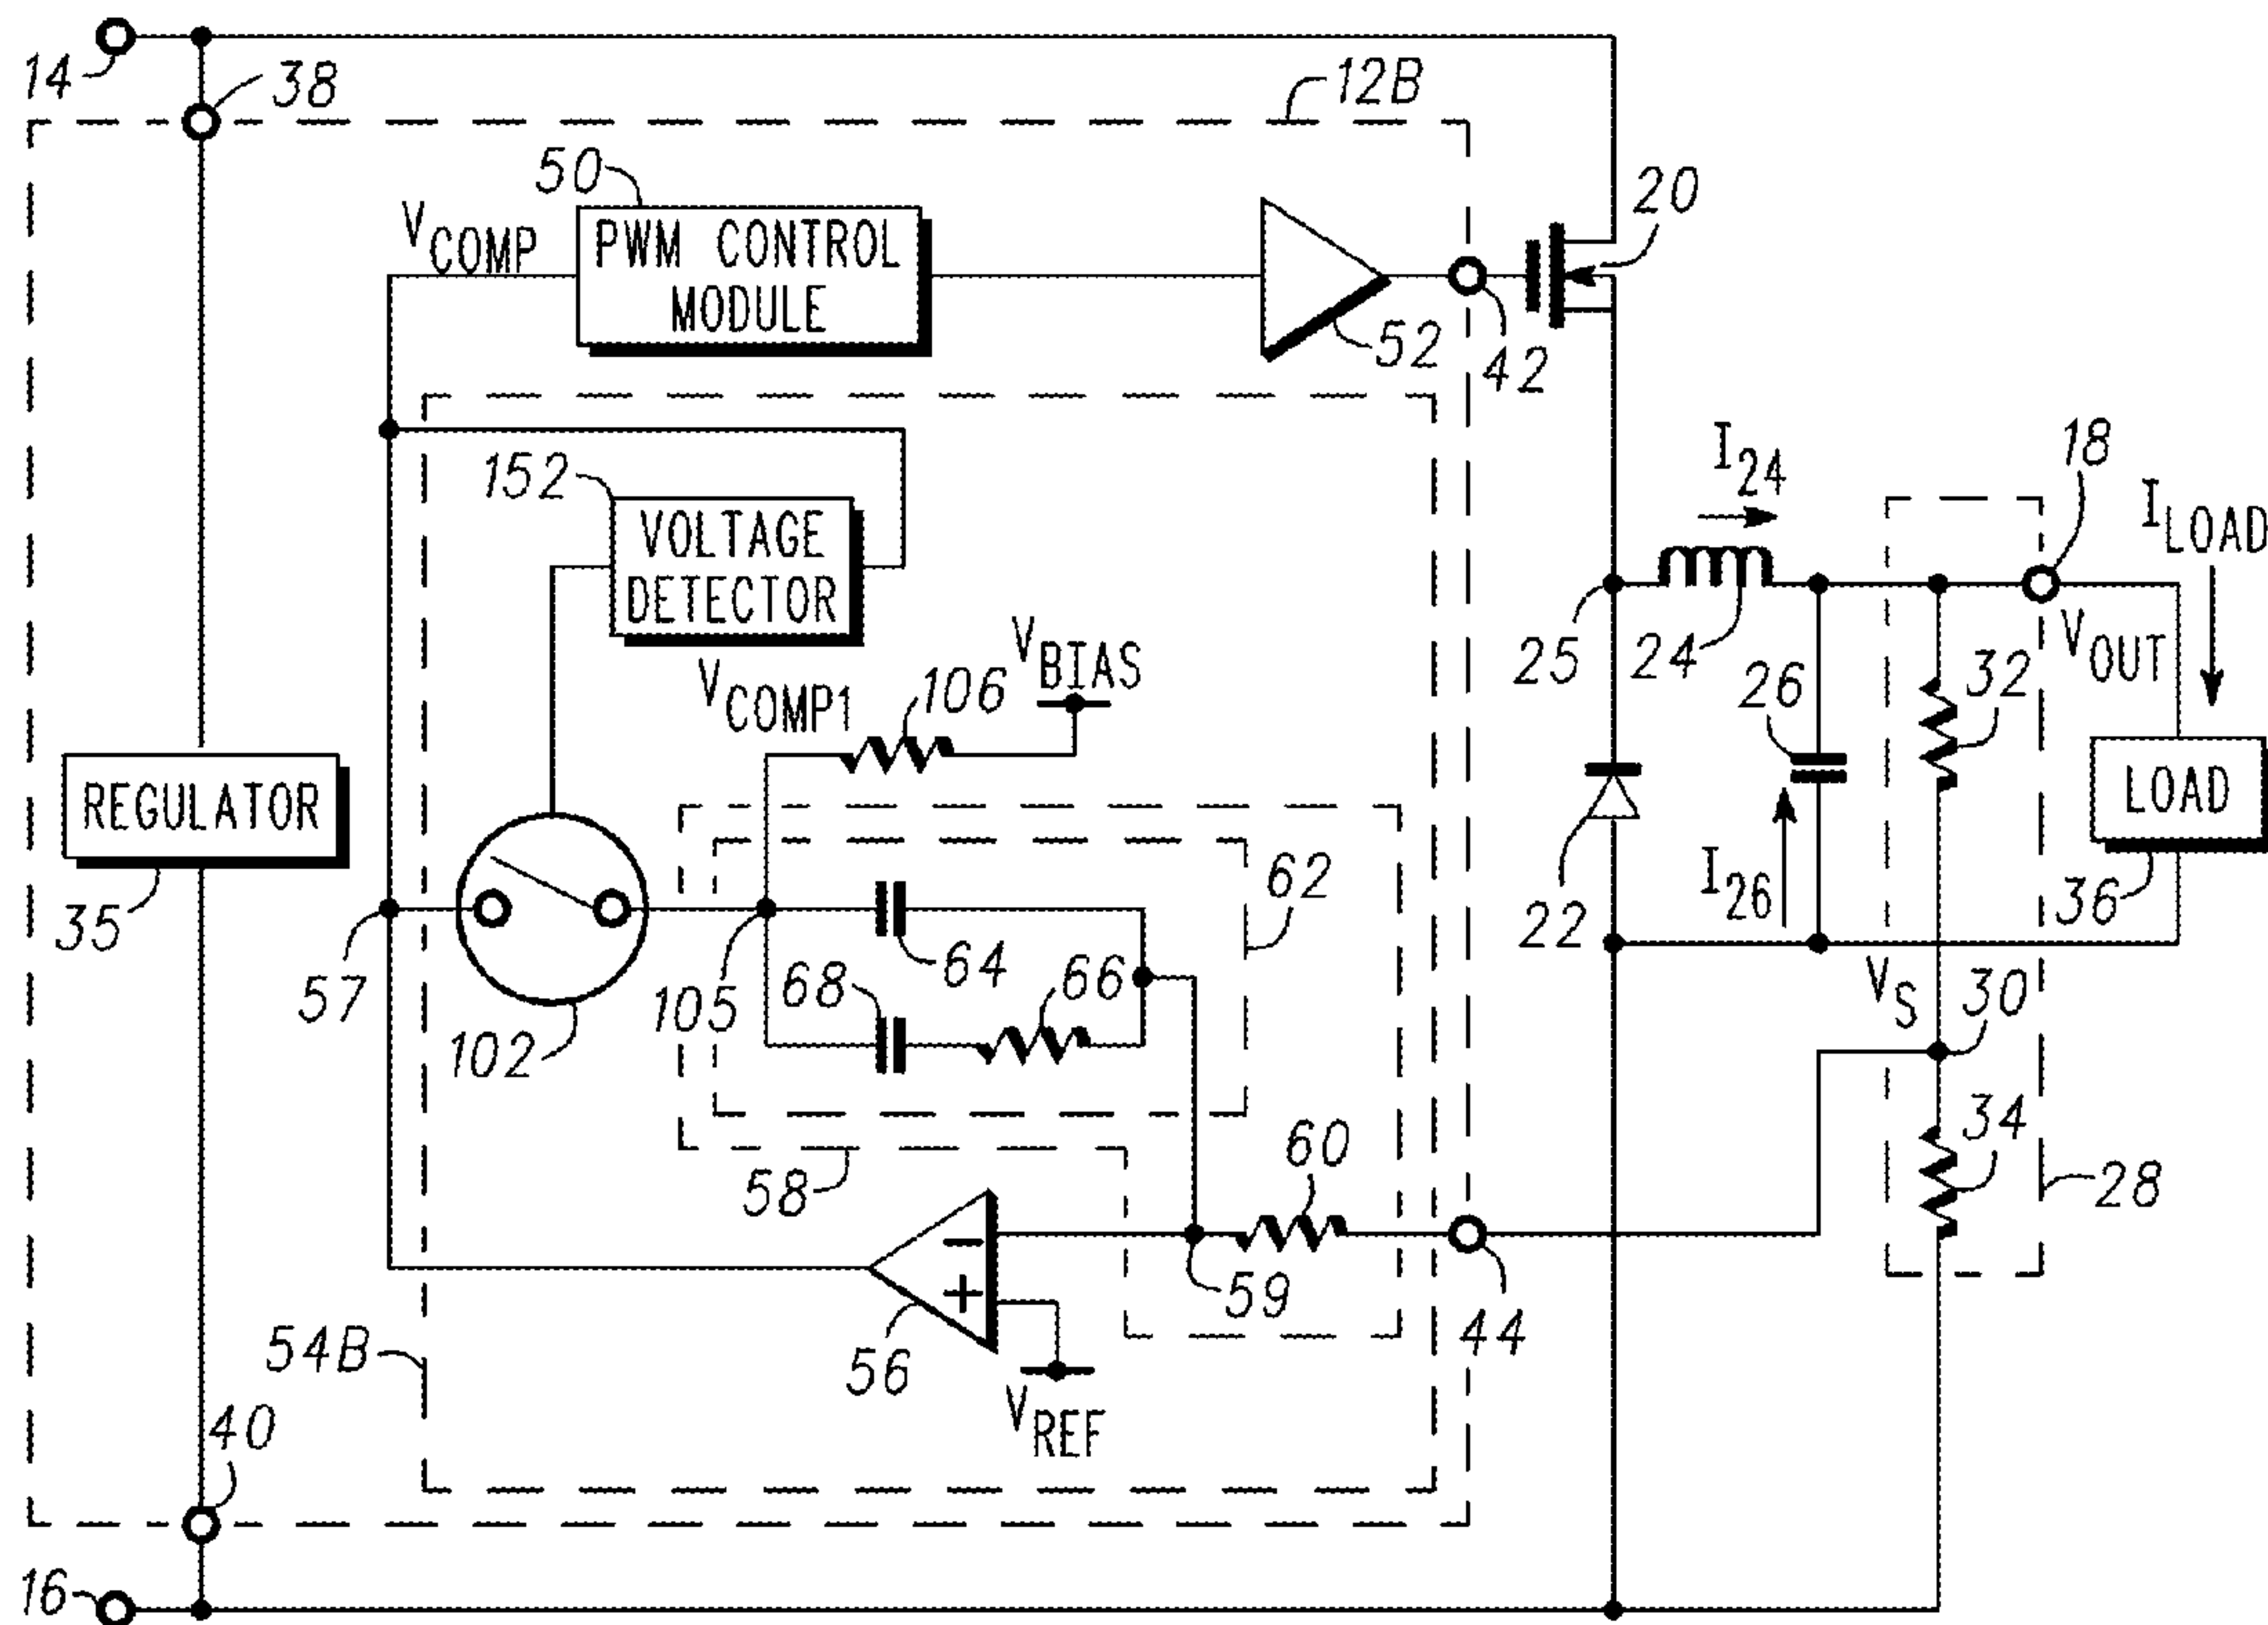 14
38
12B
50
V_COMP
PWM CONTROL
MODULE
20
52
42
152
VOLTAGE
DETECTOR
I_24
18
I_LOAD
V_COMP1
106
V_BIAS
25
24
26
32
V_OUT
REGULATOR
LOAD
35
57
102
105
64
68
66
62
22
I_26
36
V_S
30
58
60
34
28
54B
56
59
44
V_REF
40
16